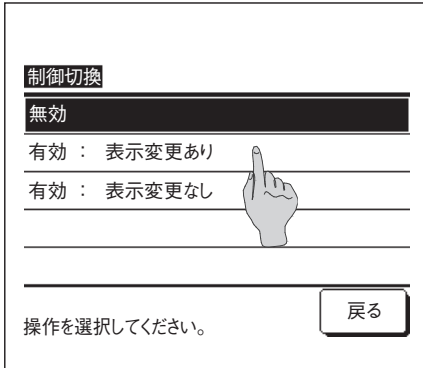 制御切換
無効
有効 : 表示変更あり
有効 : 表示変更なし
戻る
操作を選択してください。